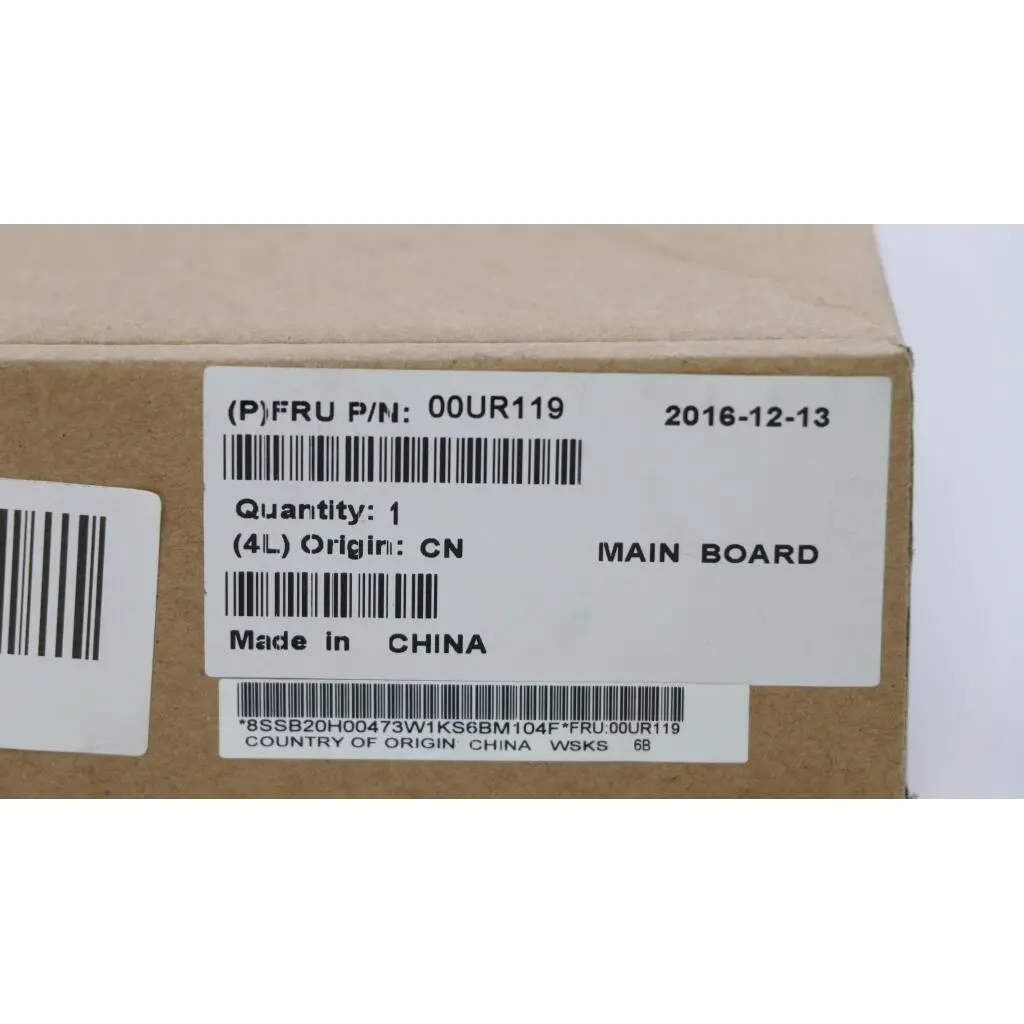 (P)FRU P/N: 00UR119 2016-12-13
Quantity: 1
(4L) Origin: CN MAIN BOARD
Made in CHINA
*8SSB20H00473W1KS6BM104F*FRU:00UR119
COUNTRY OF ORIGIN CHINA WSKS 6B